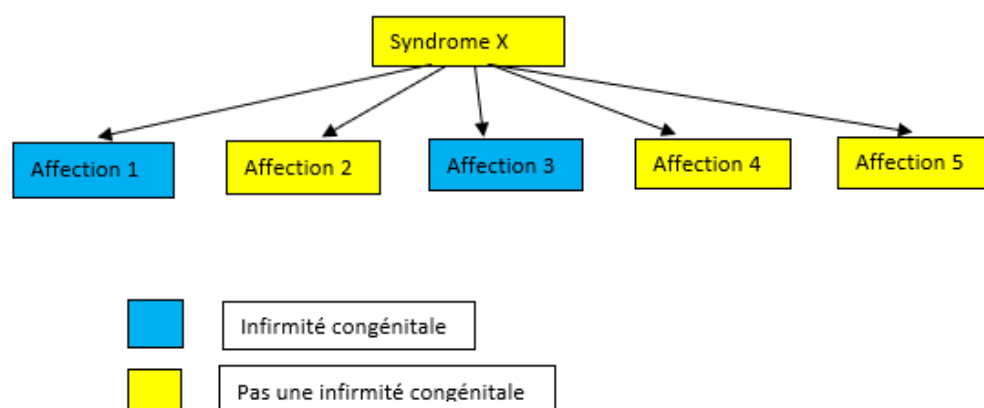 Syndrome X
Affection 1
Affection 2
Affection 3
Affection 4
Affection 5
Infirmité congénitale
Pas une infirmité congénitale